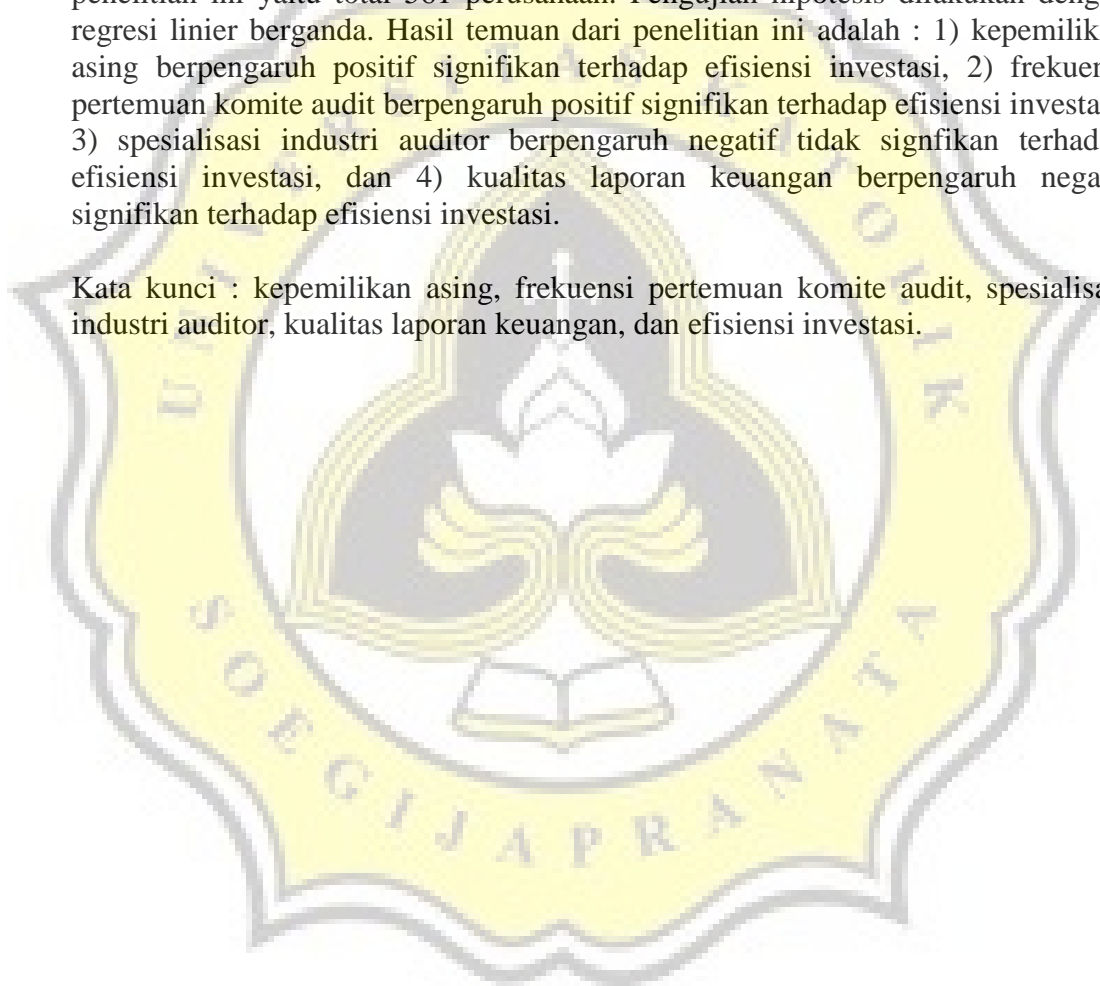 penelitian ini yaitu total 381 perusahaan. Pengujian hipotesis dilakukan deng
regresi linier berganda. Hasil temuan dari penelitian ini adalah : 1) kepemilik
asing berpengaruh positif signifikan terhadap efisiensi investasi, 2) frekuen
pertemuan komite audit berpengaruh positif signifikan terhadap efisiensi investa
3) spesialisasi industri auditor berpengaruh negatif tidak signfikan terhad
efisiensi investasi, dan 4) kualitas laporan keuangan berpengaruh nega
signifikan terhadap efisiensi investasi.
Kata kunci : kepemilikan asing, frekuensi pertemuan komite audit, spesialisa
industri auditor, kualitas laporan keuangan, dan efisiensi investasi.
UNIVERSITAS KATOLIK
SOEGIJAPRANATA